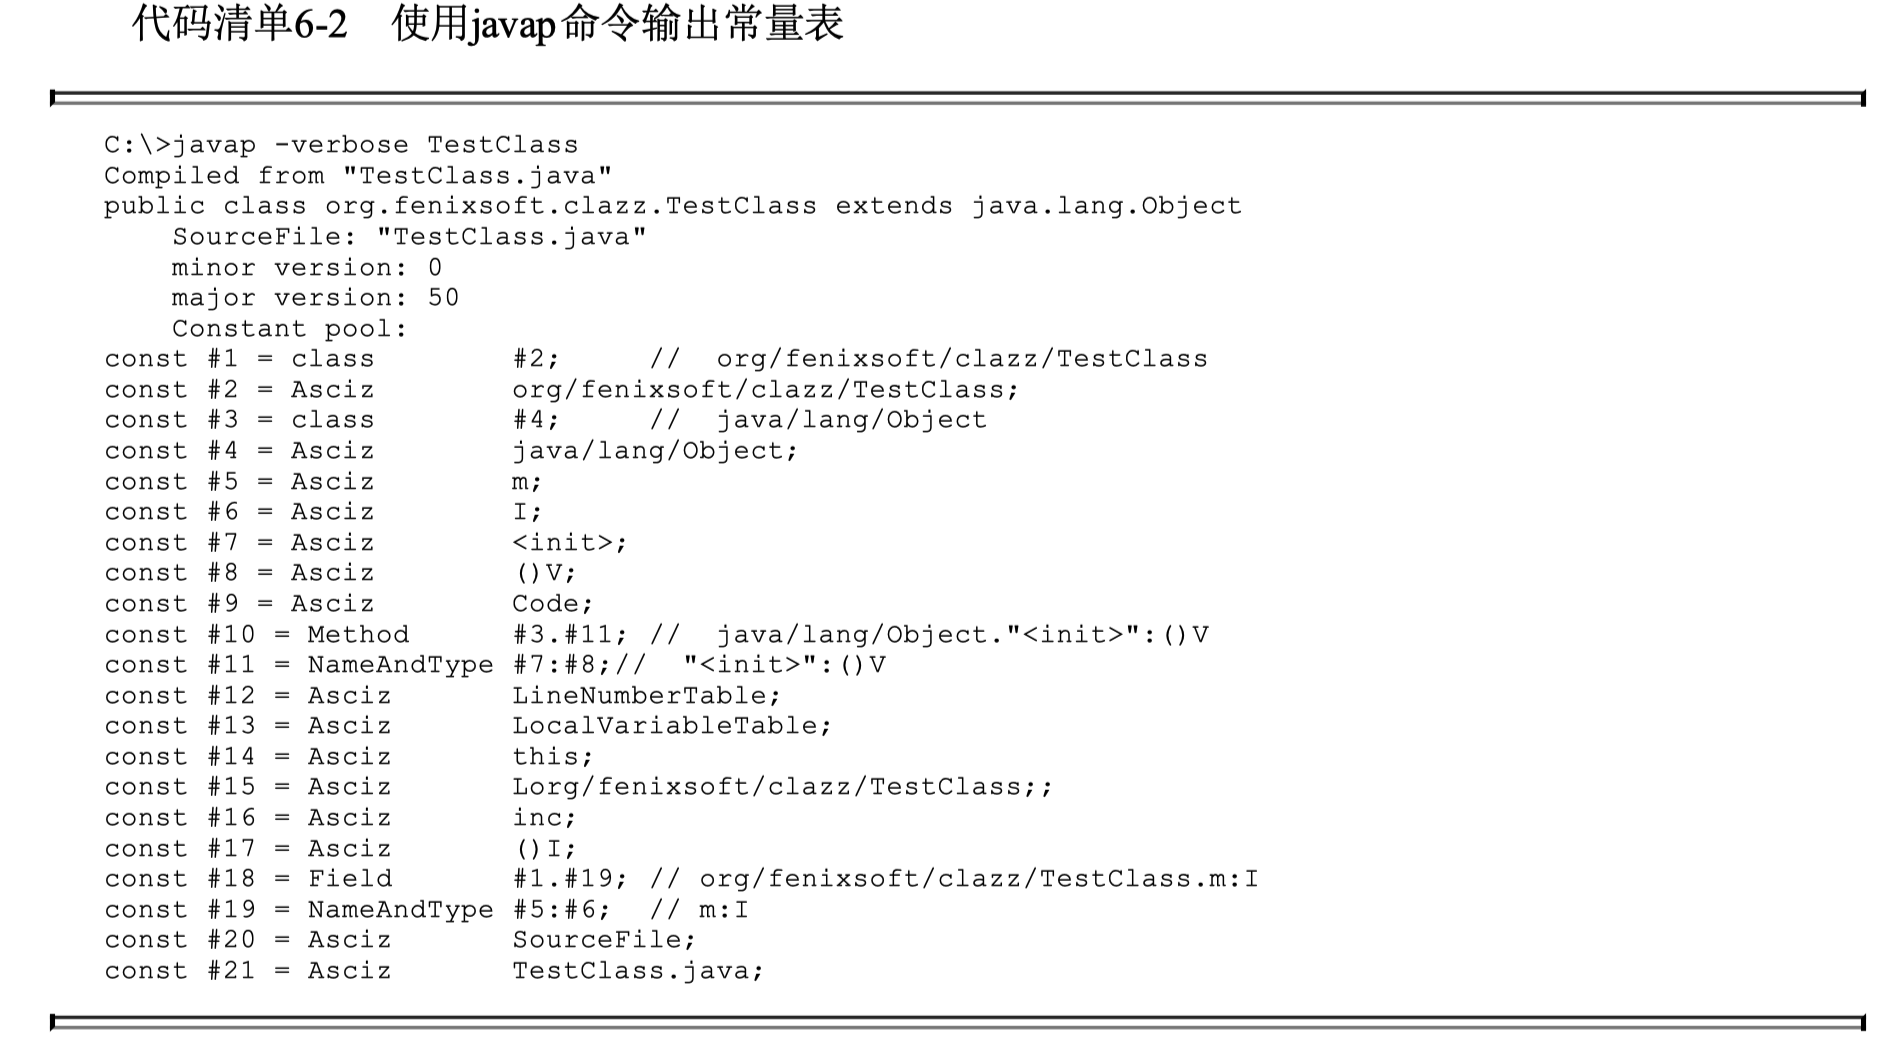 代码清单6-2 使用javap命令输出常量表
C:\>javap -verbose TestClass
Compiled from "TestClass.java"
public class org.fenixsoft.clazz.TestClass extends java.lang.Object
    SourceFile: "TestClass.java"
    minor version: 0
    major version: 50
    Constant pool:
const #1 = class        #2;     //  org/fenixsoft/clazz/TestClass
const #2 = Asciz        org/fenixsoft/clazz/TestClass;
const #3 = class        #4;     //  java/lang/Object
const #4 = Asciz        java/lang/Object;
const #5 = Asciz        m;
const #6 = Asciz        I;
const #7 = Asciz        <init>;
const #8 = Asciz        ()V;
const #9 = Asciz        Code;
const #10 = Method      #3.#11; //  java/lang/Object."<init>":()V
const #11 = NameAndType #7:#8;//  "<init>":()V
const #12 = Asciz       LineNumberTable;
const #13 = Asciz       LocalVariableTable;
const #14 = Asciz       this;
const #15 = Asciz       Lorg/fenixsoft/clazz/TestClass;;
const #16 = Asciz       inc;
const #17 = Asciz       ()I;
const #18 = Field       #1.#19; // org/fenixsoft/clazz/TestClass.m:I
const #19 = NameAndType #5:#6;  // m:I
const #20 = Asciz       SourceFile;
const #21 = Asciz       TestClass.java;